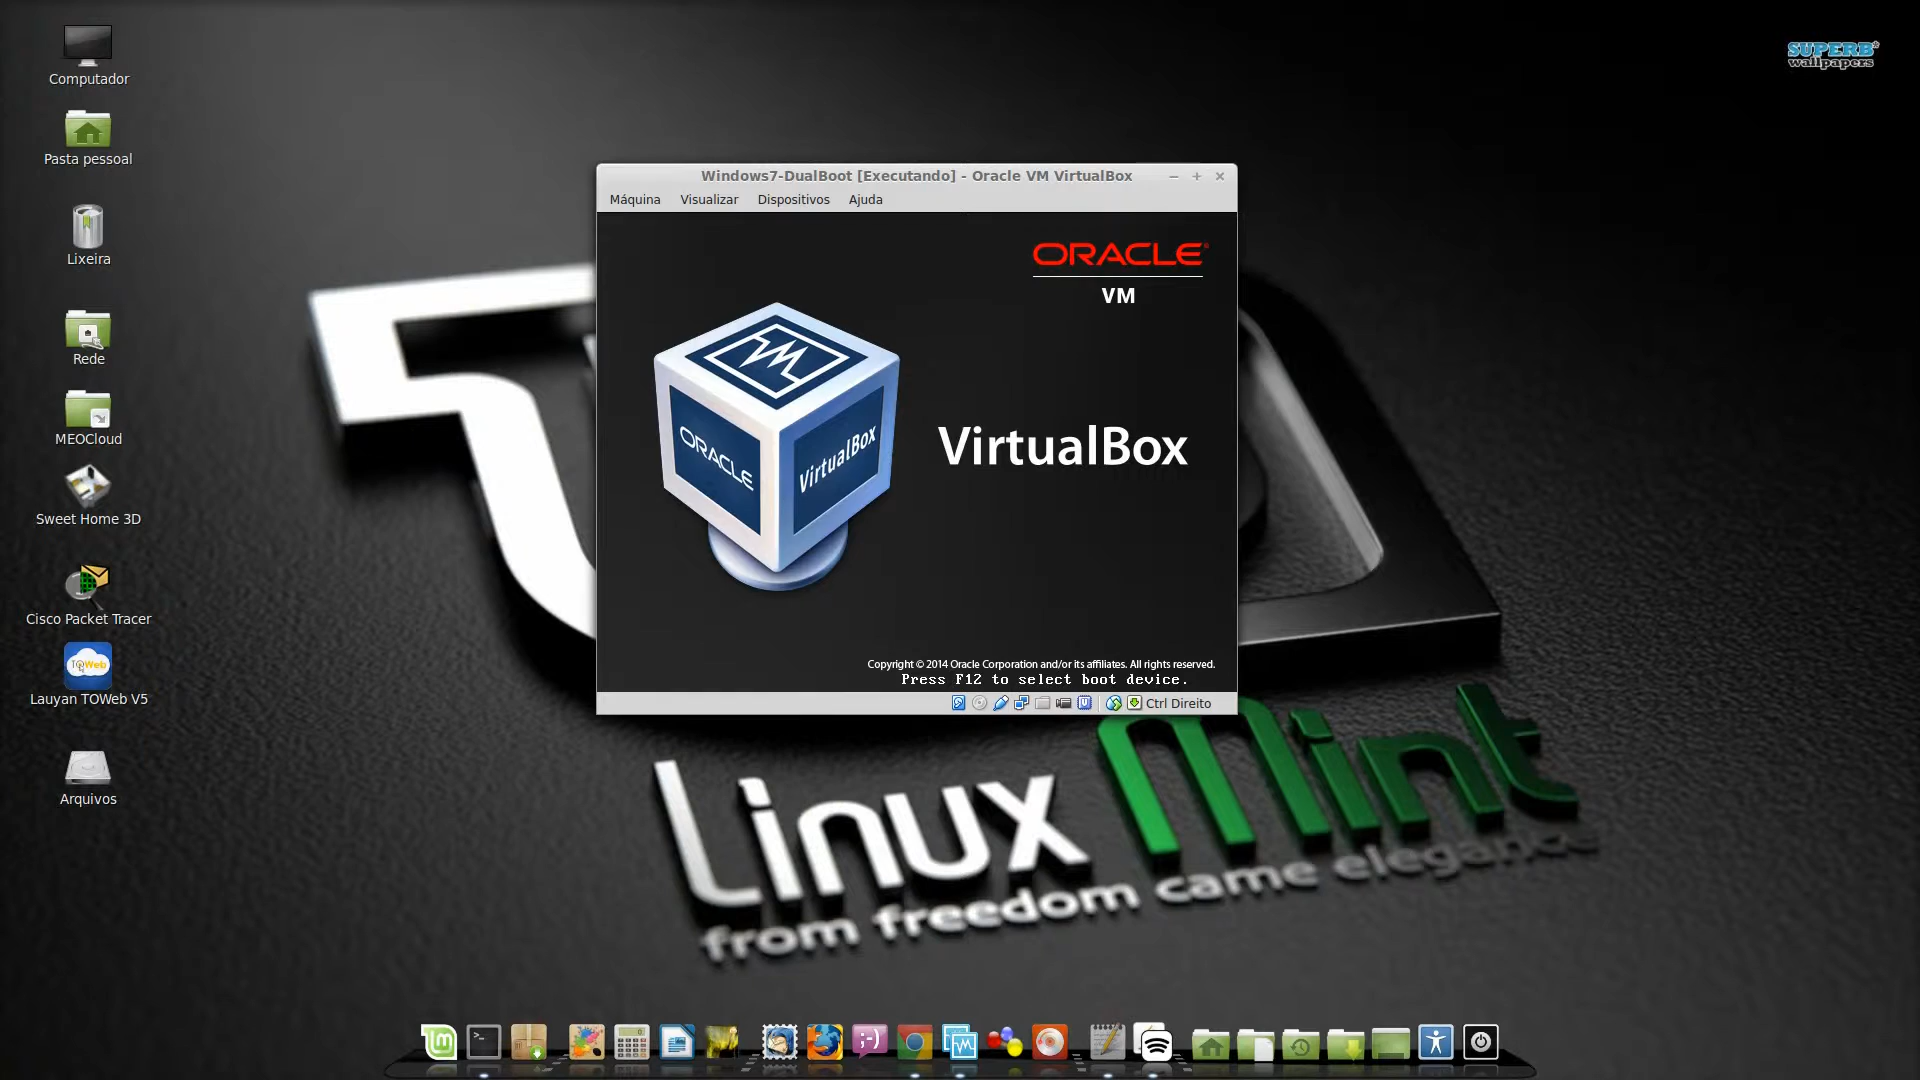 Computador
Pasta pessoal
Lixeira
Rede
MEOCloud
Sweet Home 3D
Cisco Packet Tracer
TOWeb
Lauyan TOWeb V5
Arquivos
SUPERB
wallpapers
Windows7-DualBoot [Executando] - Oracle VM VirtualBox
Máquina Visualizar Dispositivos Ajuda
ORACLE
VM
ORACLE
VirtualBox
VirtualBox
Copyright © 2014 Oracle Corporation and/or its affiliates. All rights reserved.
Press F12 to select boot device.
Ctrl Direito
Linux Mint
from freedom came elegance
;-)